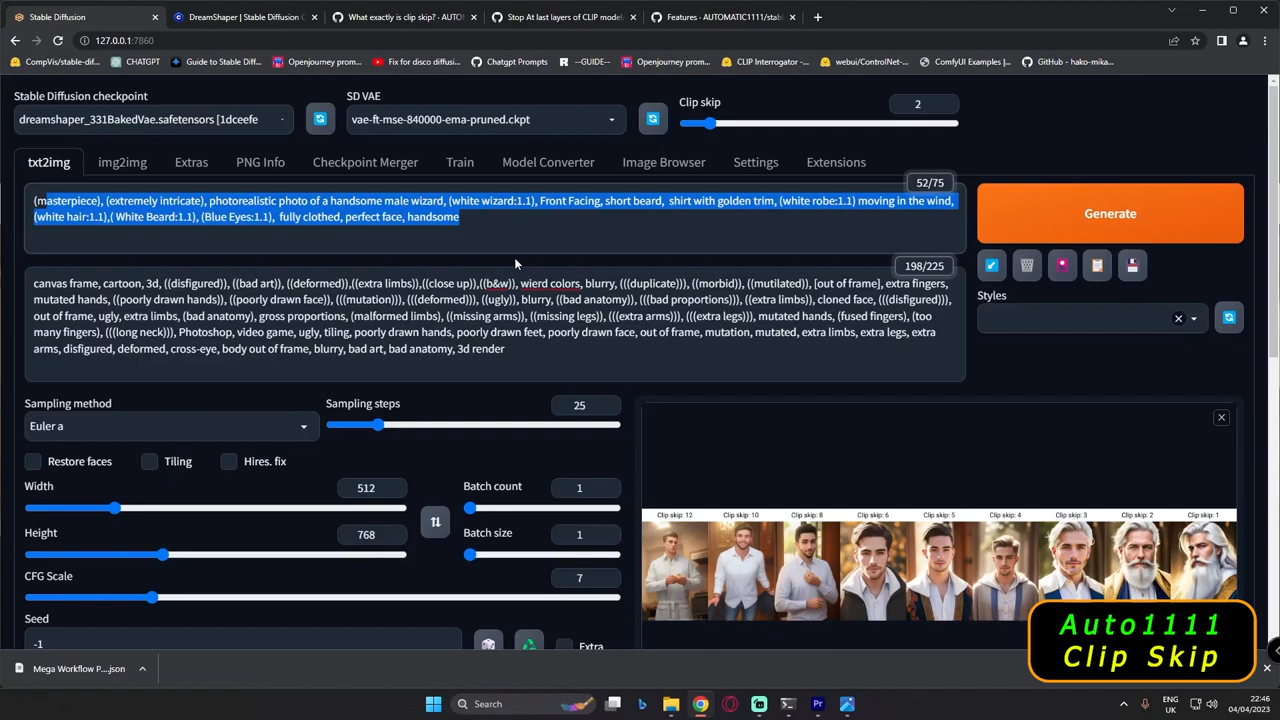 Stable Diffusion
DreamShaper | Stable Diffusion C
What exactly is clip skip? · AUTOM
Stop At last layers of CLIP model
Features · AUTOMATIC1111/stabl
127.0.0.1:7860
CompVis/stable-dif...
CHATGPT
Guide to Stable Diff...
Openjourney prom...
Fix for disco diffusi...
Chatgpt Prompts
--GUIDE--
Openjourney prom...
CLIP Interrogator -...
webui/ControlNet-...
ComfyUI Examples |...
GitHub - hako-mika...
Stable Diffusion checkpoint
SD VAE
Clip skip
2
dreamshaper_331BakedVae.safetensors [1dceefe
vae-ft-mse-840000-ema-pruned.ckpt
txt2img
img2img
Extras
PNG Info
Checkpoint Merger
Train
Model Converter
Image Browser
Settings
Extensions
52/75
(masterpiece), (extremely intricate), photorealistic photo of a handsome male wizard, (white wizard:1.1), Front Facing, short beard,  shirt with golden trim, (white robe:1.1) moving in the wind,
(white hair:1.1),( White Beard:1.1), (Blue Eyes:1.1),  fully clothed, perfect face, handsome
Generate
198/225
canvas frame, cartoon, 3d, ((disfigured)), ((bad art)), ((deformed)),((extra limbs)),((close up)),((b&w)), wierd colors, blurry, (((duplicate))), ((morbid)), ((mutilated)), [out of frame], extra fingers,
mutated hands, ((poorly drawn hands)), ((poorly drawn face)), (((mutation))), (((deformed))), ((ugly)), blurry, ((bad anatomy)), (((bad proportions))), ((extra limbs)), cloned face, (((disfigured))),
out of frame, ugly, extra limbs, (bad anatomy), gross proportions, (malformed limbs), ((missing arms)), ((missing legs)), (((extra arms))), (((extra legs))), mutated hands, (fused fingers), (too
many fingers), (((long neck))), Photoshop, video game, ugly, tiling, poorly drawn hands, poorly drawn feet, poorly drawn face, out of frame, mutation, mutated, extra limbs, extra legs, extra
arms, disfigured, deformed, cross-eye, body out of frame, blurry, bad art, bad anatomy, 3d render
Styles
Sampling method
Sampling steps
25
Euler a
Restore faces
Tiling
Hires. fix
Width
512
Batch count
1
Height
768
Batch size
1
CFG Scale
7
Seed
-1
Extra
Clip skip: 12
Clip skip: 10
Clip skip: 8
Clip skip: 6
Clip skip: 5
Clip skip: 4
Clip skip: 3
Clip skip: 2
Clip skip: 1
Auto1111
Clip Skip
Mega Workflow P....json
Search
ENG
UK
22:46
04/04/2023